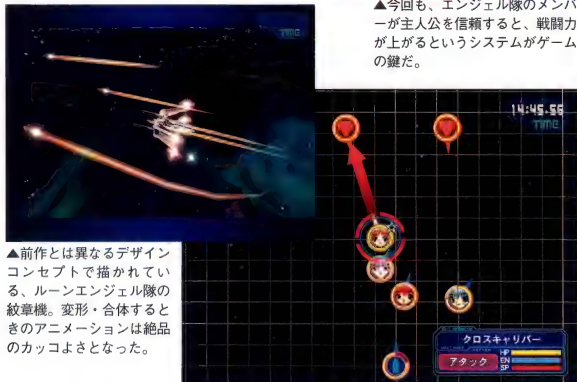 ▲今回も、エンジェル隊のメンバ
ーが主人公を信頼すると、戦闘力
が上がるというシステムがゲーム
の鍵だ。
TIME
14:45.56
TIME
▲前作とは異なるデザイン
コンセプトで描かれてい
る、ルーンエンジェル隊の
紋章機。変形・合体すると
きのアニメーションは絶品
のカッコよさとなった。
クロスキャリバー
アタック
HP
EN
SP